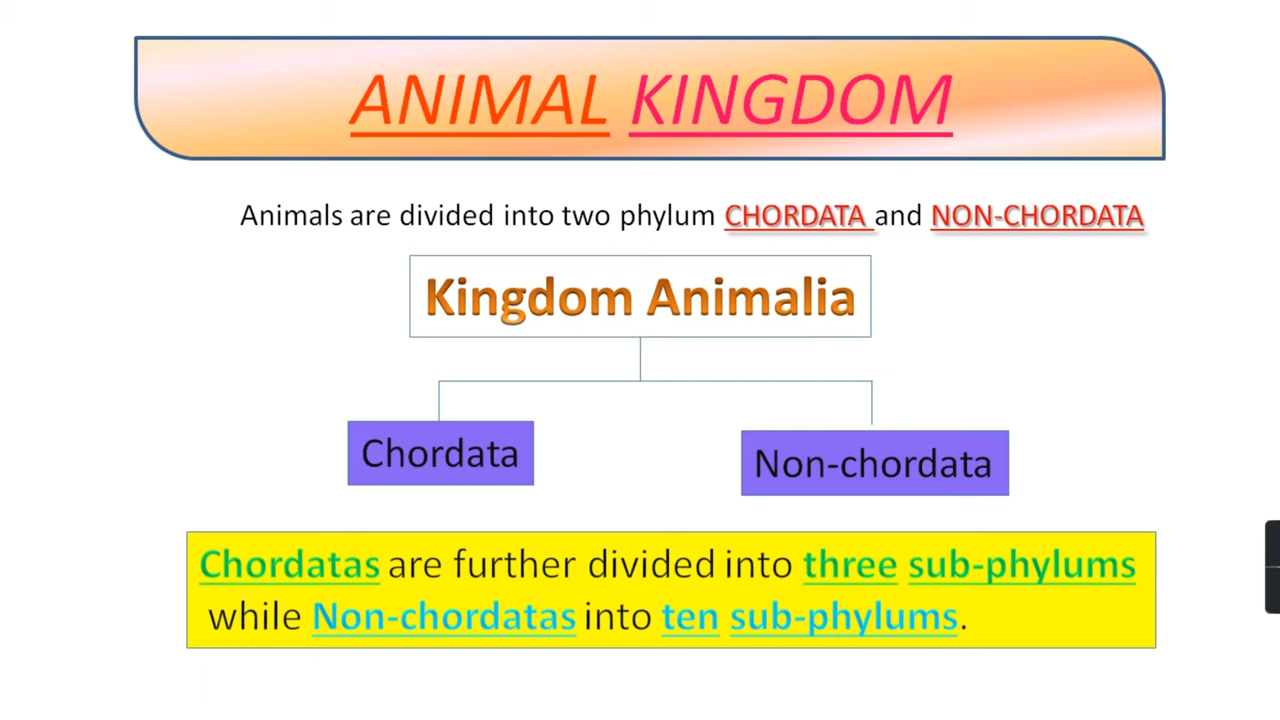 ANIMAL KINGDOM
Animals are divided into two phylum CHORDATA and NON-CHORDATA
Kingdom Animalia
Chordata
Non-chordata
Chordatas are further divided into three sub-phylums
while Non-chordatas into ten sub-phylums.